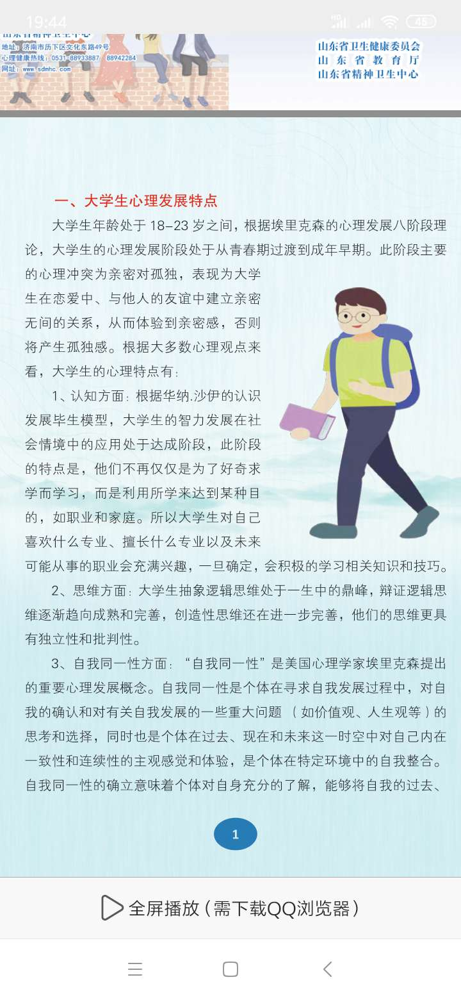 19:44
HD
45
山东省精神卫生中心
地址：济南市历下区文化东路49号
心理健康热线：0531-88933887 88942284
网址：www.sdmhc.com
山东省卫生健康委员会
山东省教育厅
山东省精神卫生中心
一、大学生心理发展特点
大学生年龄处于 18–23 岁之间，根据埃里克森的心理发展八阶段理
论，大学生的心理发展阶段处于从青春期过渡到成年早期。此阶段主要
的心理冲突为亲密对孤独，表现为大学
生在恋爱中、与他人的友谊中建立亲密
无间的关系，从而体验到亲密感，否则
将产生孤独感。根据大多数心理观点来
看，大学生的心理特点有：
1、认知方面：根据华纳.沙伊的认识
发展毕生模型，大学生的智力发展在社
会情境中的应用处于达成阶段，此阶段
的特点是，他们不再仅仅是为了好奇求
学而学习，而是利用所学来达到某种目
的，如职业和家庭。所以大学生对自己
喜欢什么专业、擅长什么专业以及未来
可能从事的职业会充满兴趣，一旦确定，会积极的学习相关知识和技巧。
2、思维方面：大学生抽象逻辑思维处于一生中的鼎峰，辩证逻辑思
维逐渐趋向成熟和完善，创造性思维还在进一步完善，他们的思维更具
有独立性和批判性。
3、自我同一性方面：“自我同一性”是美国心理学家埃里克森提出
的重要心理发展概念。自我同一性是个体在寻求自我发展过程中，对自
我的确认和对有关自我发展的一些重大问题 （如价值观、人生观等）的
思考和选择，同时也是个体在过去、现在和未来这一时空中对自己内在
一致性和连续性的主观感觉和体验，是个体在特定环境中的自我整合。
自我同一性的确立意味着个体对自身充分的了解，能够将自我的过去、
1
全屏播放（需下载QQ浏览器）